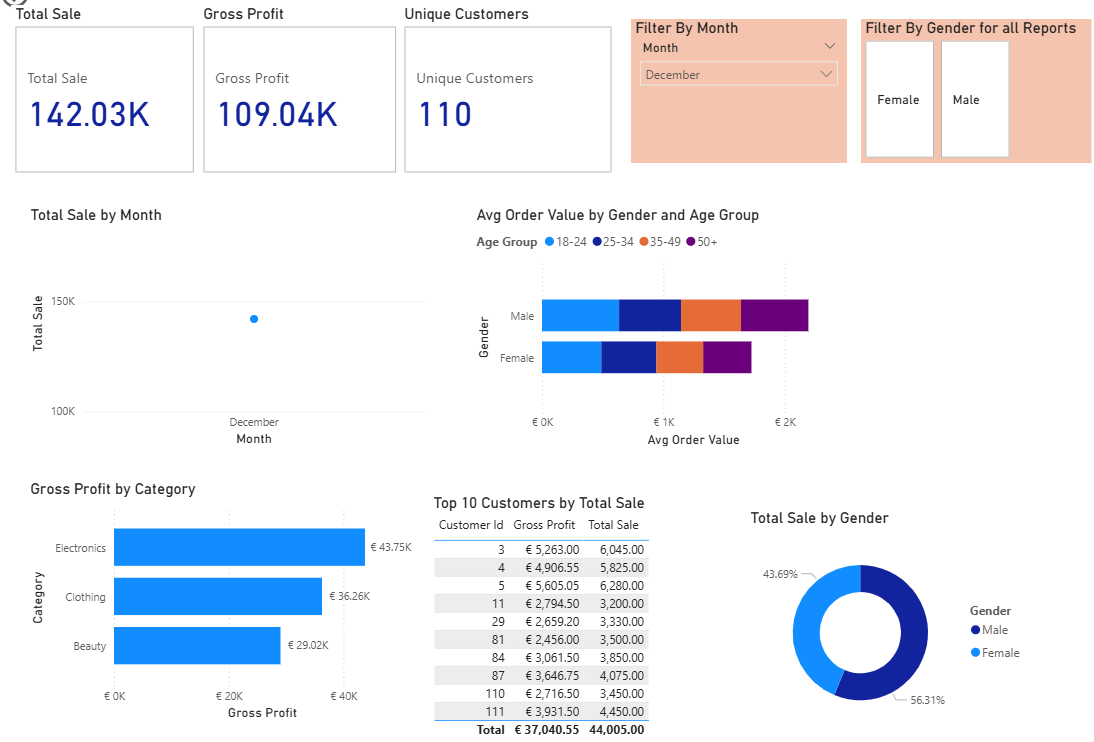 Total Sale
Gross Profit
Unique Customers
Total Sale
142.03K
Gross Profit
109.04K
Unique Customers
110
Filter By Month
Month
December
Filter By Gender for all Reports
Female
Male
Total Sale by Month
Total Sale
150K
100K
December
Month
Avg Order Value by Gender and Age Group
Age Group 18-24 25-34 35-49 50+
Gender
Male
Female
€ 0K € 1K € 2K
Avg Order Value
Gross Profit by Category
Category
Electronics € 43.75K
Clothing € 36.26K
Beauty € 29.02K
€ 0K € 20K € 40K
Gross Profit
Top 10 Customers by Total Sale
Customer Id Gross Profit Total Sale
3 € 5,263.00 6,045.00
4 € 4,906.55 5,825.00
5 € 5,605.05 6,280.00
11 € 2,794.50 3,200.00
29 € 2,659.20 3,330.00
81 € 2,456.00 3,500.00
84 € 3,061.50 3,850.00
87 € 3,646.75 4,075.00
110 € 2,716.50 3,450.00
111 € 3,931.50 4,450.00
Total € 37,040.55 44,005.00
Total Sale by Gender
43.69%
56.31%
Gender
Male
Female